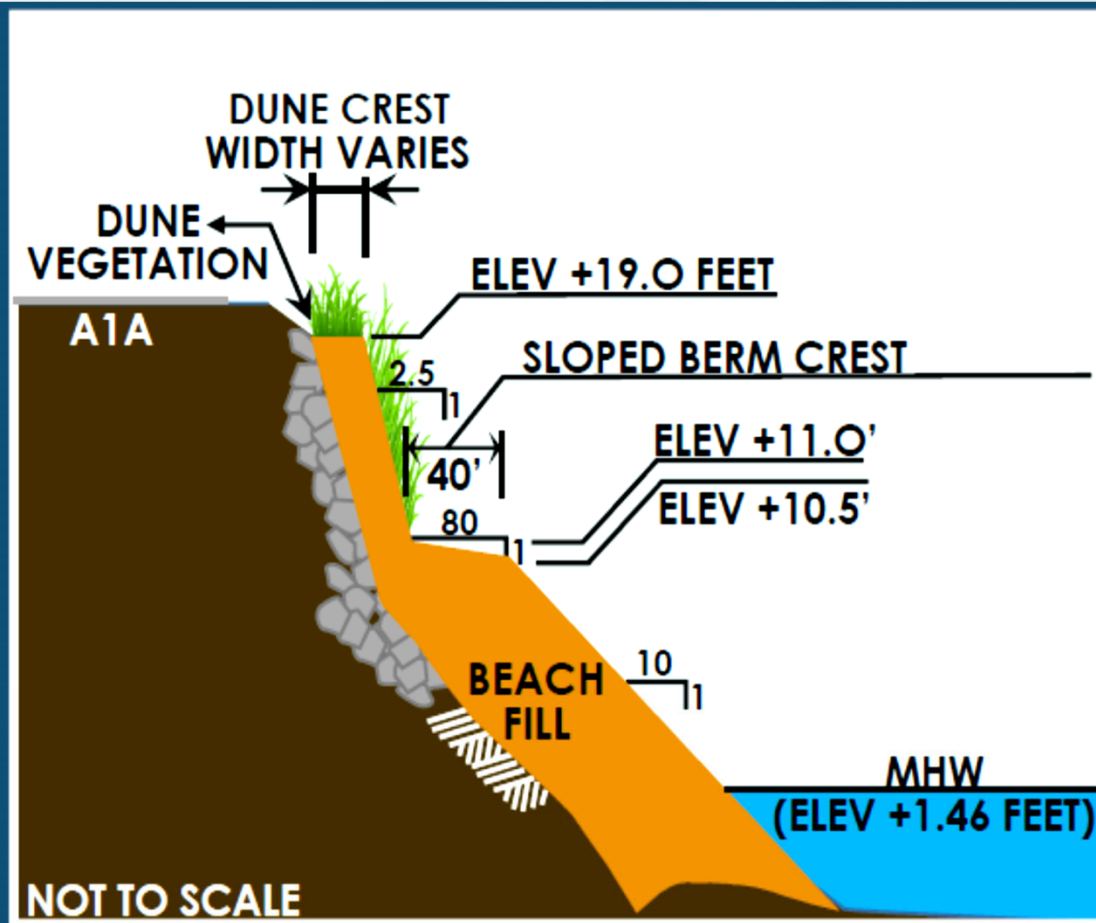 DUNE CREST
WIDTH VARIES
DUNE
VEGETATION
ELEV +19.0 FEET
A1A
SLOPED BERM CREST
2.5
1
ELEV +11.0'
40'
ELEV +10.5'
80
1
10
1
BEACH
FILL
MHW
(ELEV +1.46 FEET)
NOT TO SCALE